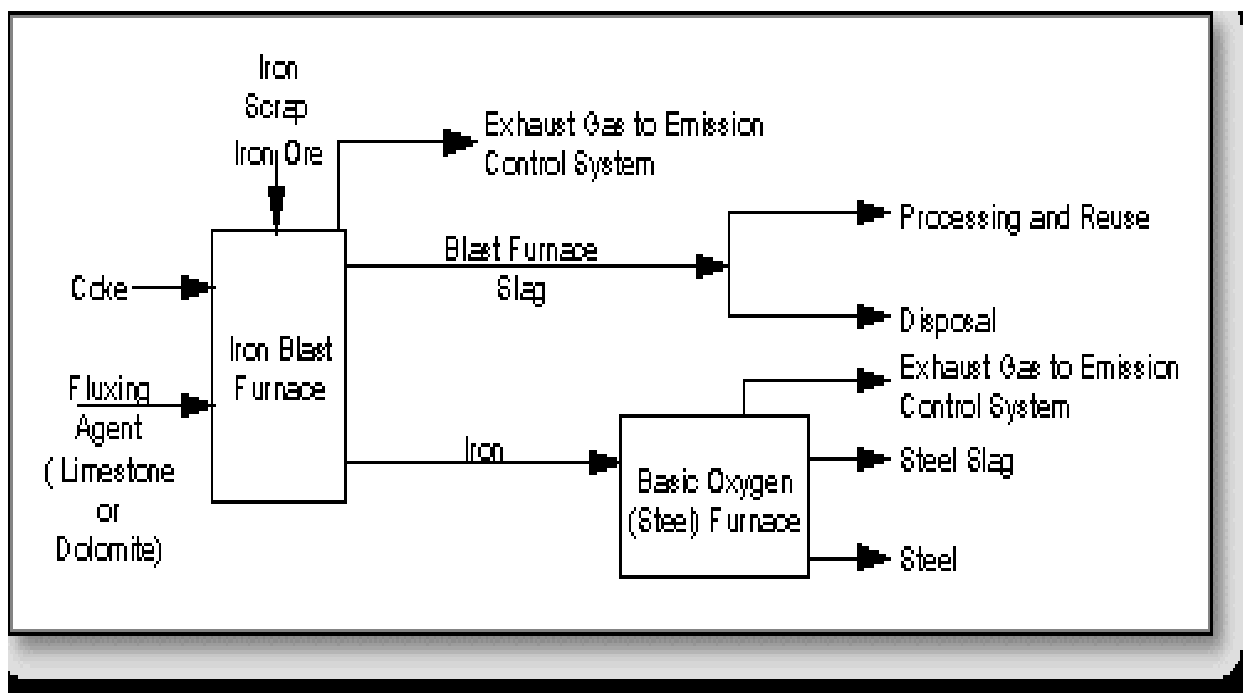 Iron
Scrap
Iron Ore
Exhaust Gas to Emission
Control System
Processing and Reuse
Blast Furnace
Slag
Coke
Disposal
Iron Blast
Furnace
Exhaust Gas to Emission
Control System
Fluxing
Agent
( Limestone
or
Dolomite)
Iron
Basic Oxygen
(Steel) Furnace
Steel Slag
Steel